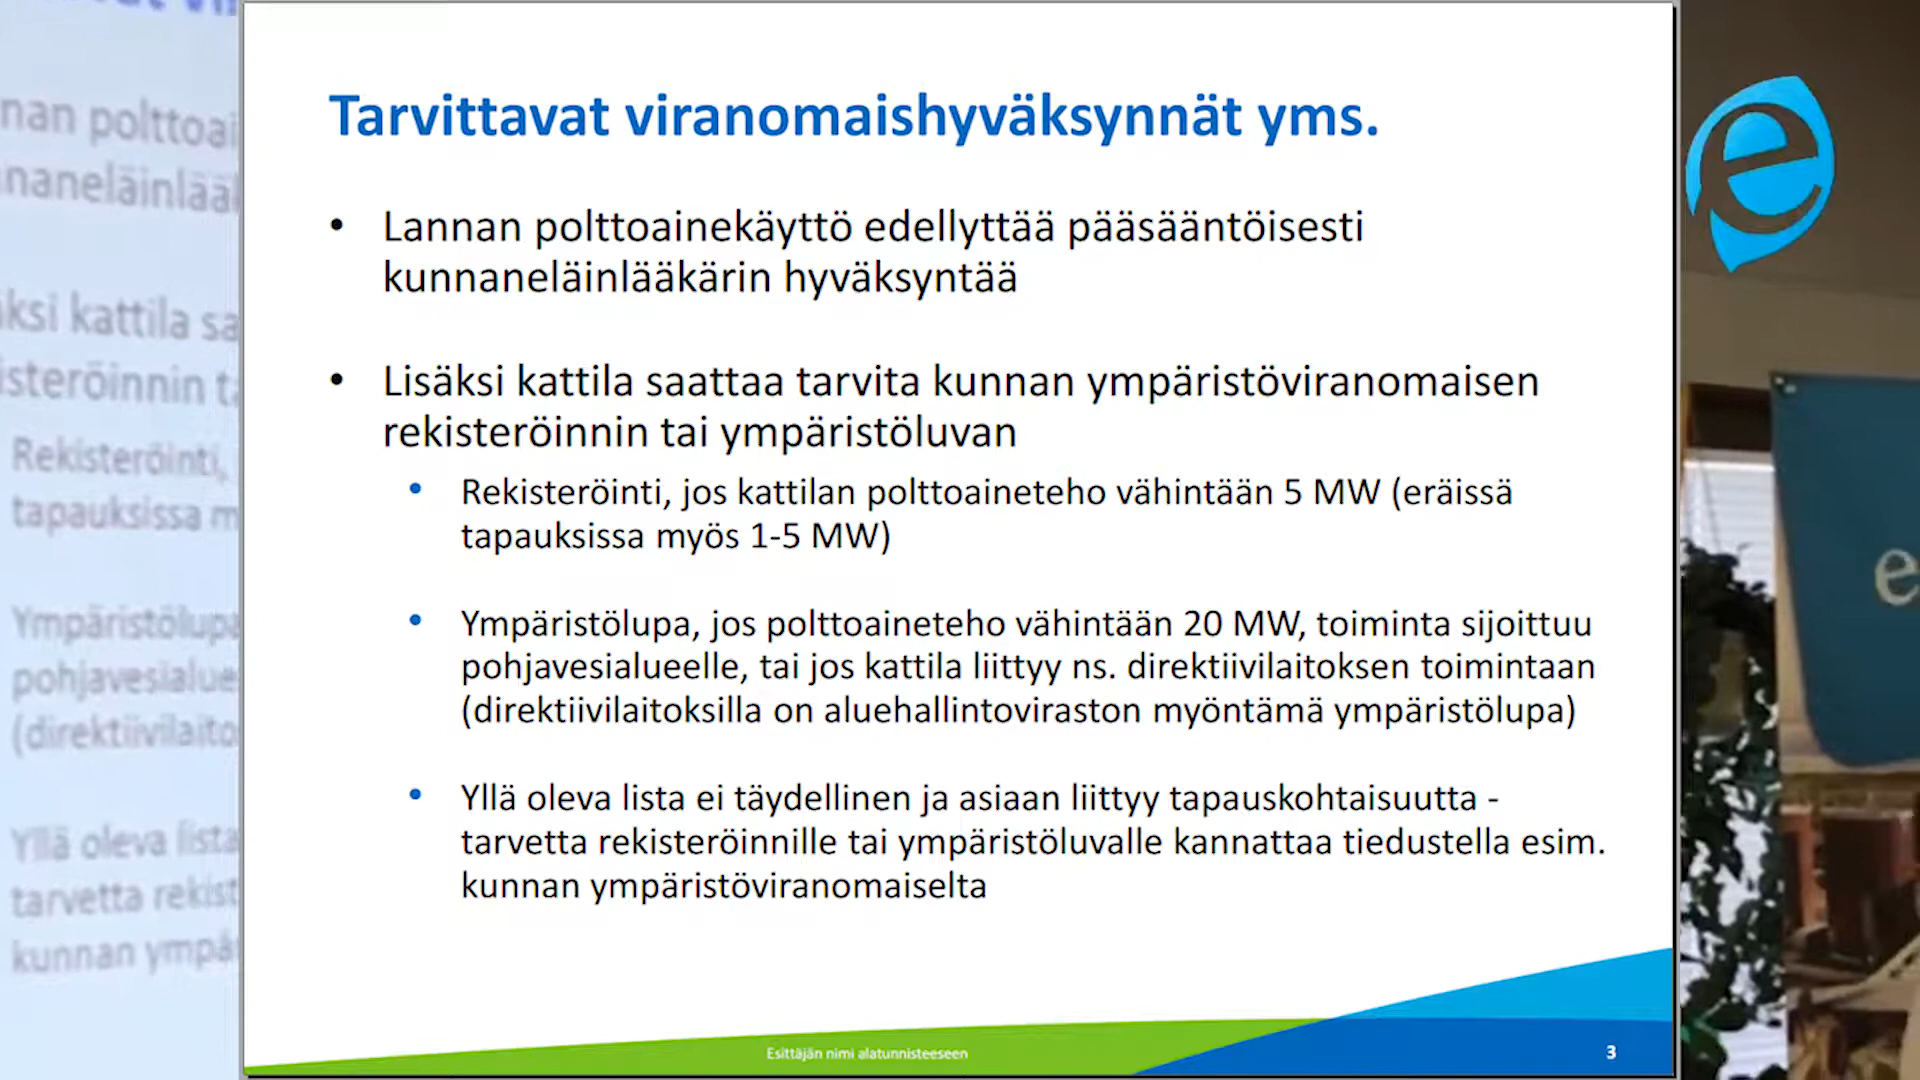 Tarvittavat viranomaishyväksynnät yms.
• Lannan polttoainekäyttö edellyttää pääsääntöisesti
kunnaneläinlääkärin hyväksyntää
• Lisäksi kattila saattaa tarvita kunnan ympäristöviranomaisen
rekisteröinnin tai ympäristöluvan
• Rekisteröinti, jos kattilan polttoaineteho vähintään 5 MW (eräissä
tapauksissa myös 1-5 MW)
• Ympäristölupa, jos polttoaineteho vähintään 20 MW, toiminta sijoittuu
pohjavesialueelle, tai jos kattila liittyy ns. direktiivilaitoksen toimintaan
(direktiivilaitoksilla on aluehallintoviraston myöntämä ympäristölupa)
• Yllä oleva lista ei täydellinen ja asiaan liittyy tapauskohtaisuutta -
tarvetta rekisteröinnille tai ympäristöluvalle kannattaa tiedustella esim.
kunnan ympäristöviranomaiselta
Esittäjän nimi alatunnisteeseen
3